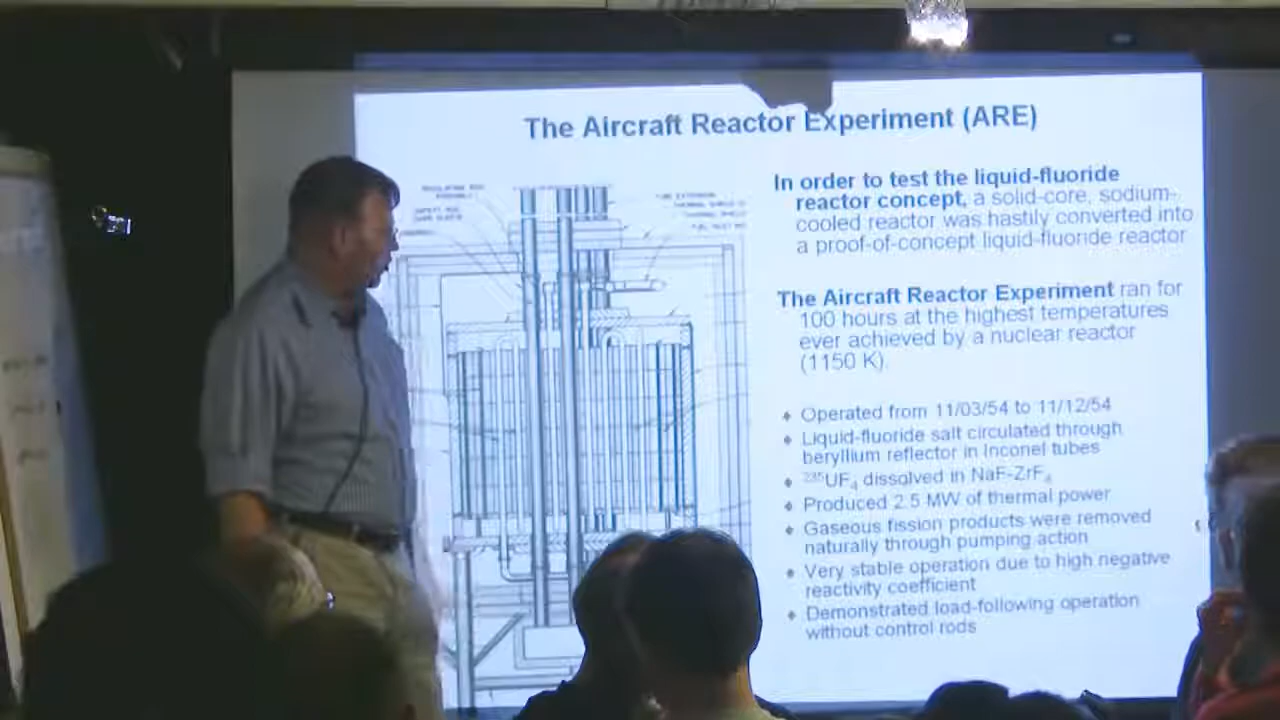 The Aircraft Reactor Experiment (ARE)
In order to test the liquid-fluoride
reactor concept, a solid-core, sodium-
cooled reactor was hastily converted into
a proof-of-concept liquid-fluoride reactor
The Aircraft Reactor Experiment ran for
100 hours at the highest temperatures
ever achieved by a nuclear reactor
(1150 K).
Operated from 11/03/54 to 11/12/54
Liquid-fluoride salt circulated through
beryllium reflector in Inconel tubes
²³⁵UF₄ dissolved in NaF-ZrF₄
Produced 2.5 MW of thermal power
Gaseous fission products were removed
naturally through pumping action
Very stable operation due to high negative
reactivity coefficient
Demonstrated load-following operation
without control rods